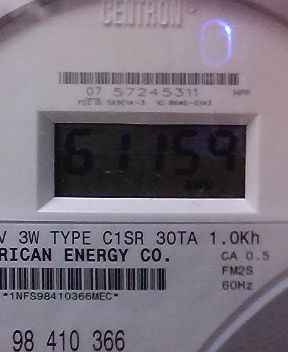 CENTRON®
07 57245311 HPP
61159
V 3W TYPE C1SR 30TA 1.0Kh
RICAN ENERGY CO. CA 0.5
FM2S
60Hz
*1NFS98410366MEC*
98 410 366